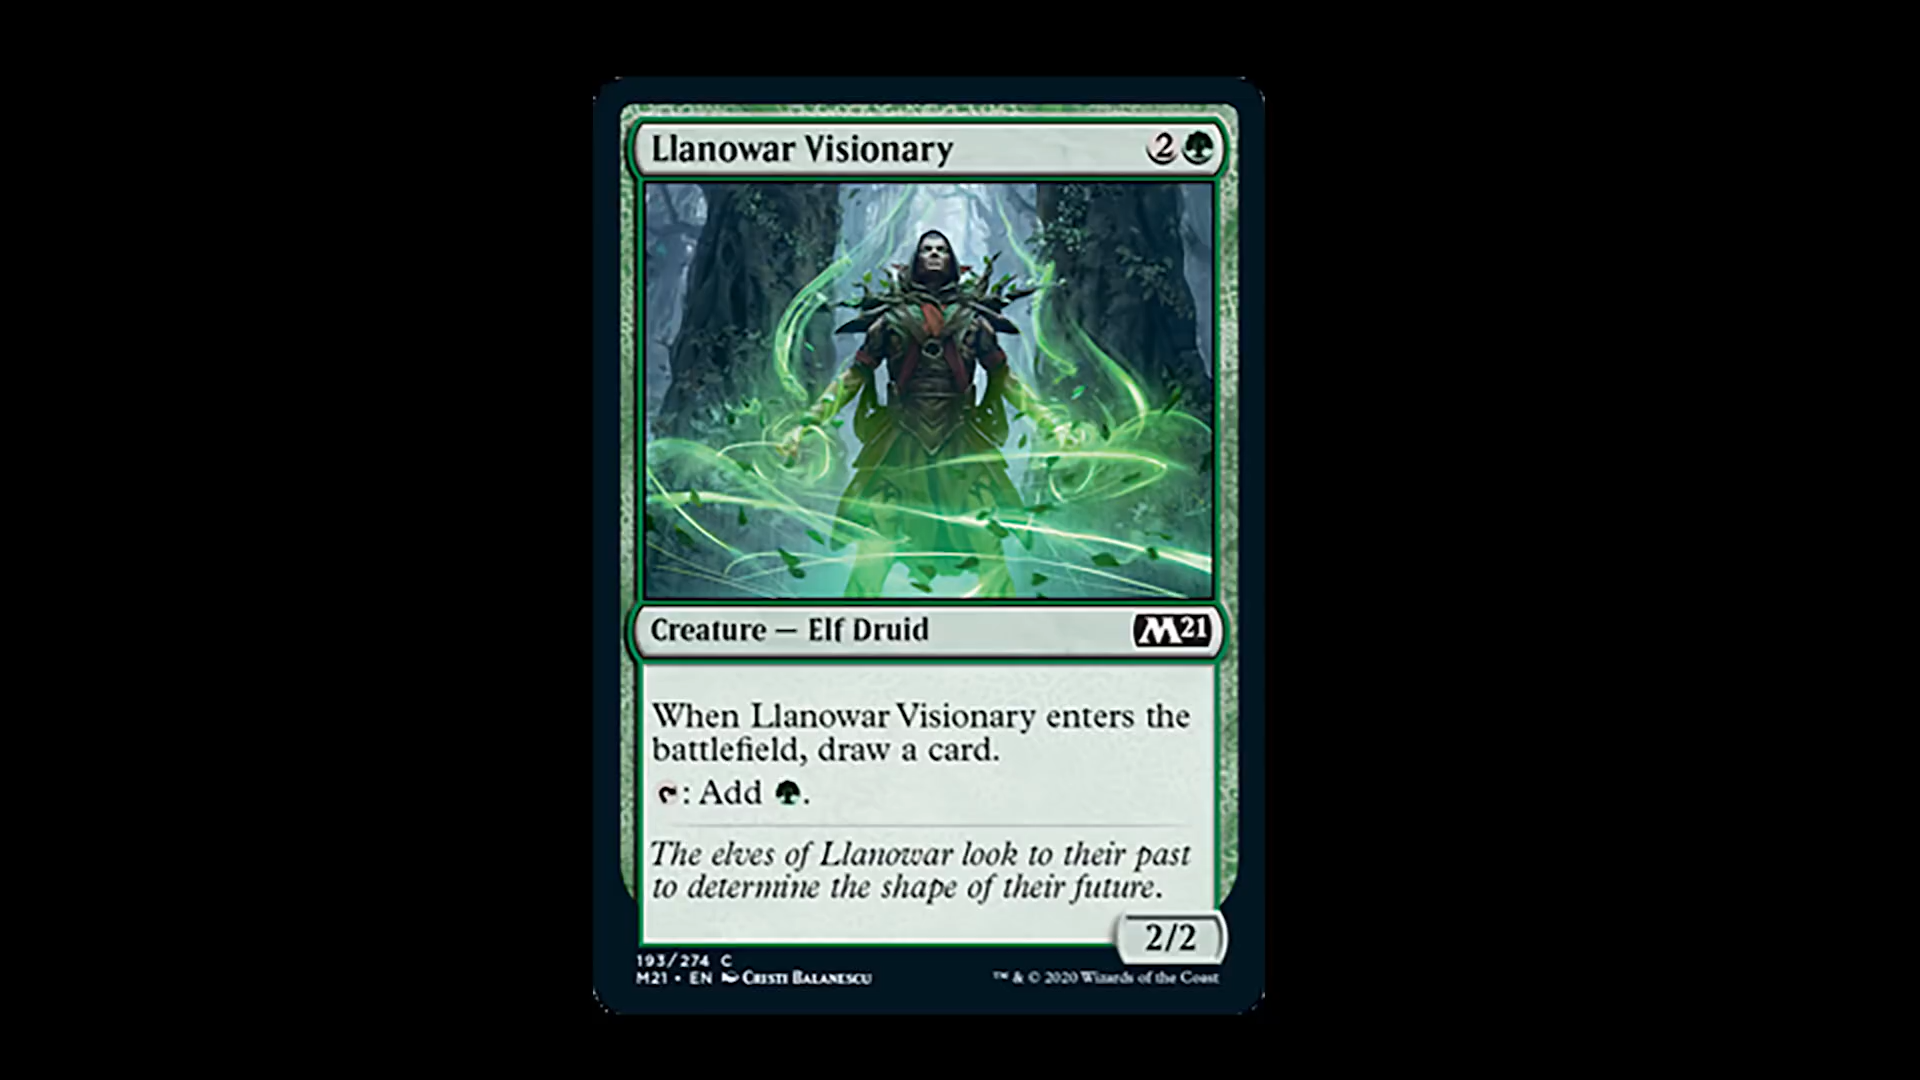 Llanowar Visionary 2
Creature — Elf Druid M21
When Llanowar Visionary enters the
battlefield, draw a card.
: Add .
The elves of Llanowar look to their past
to determine the shape of their future.
2/2
193/274 C
M21 • EN Cristi Balanescu ™ & © 2020 Wizards of the Coast